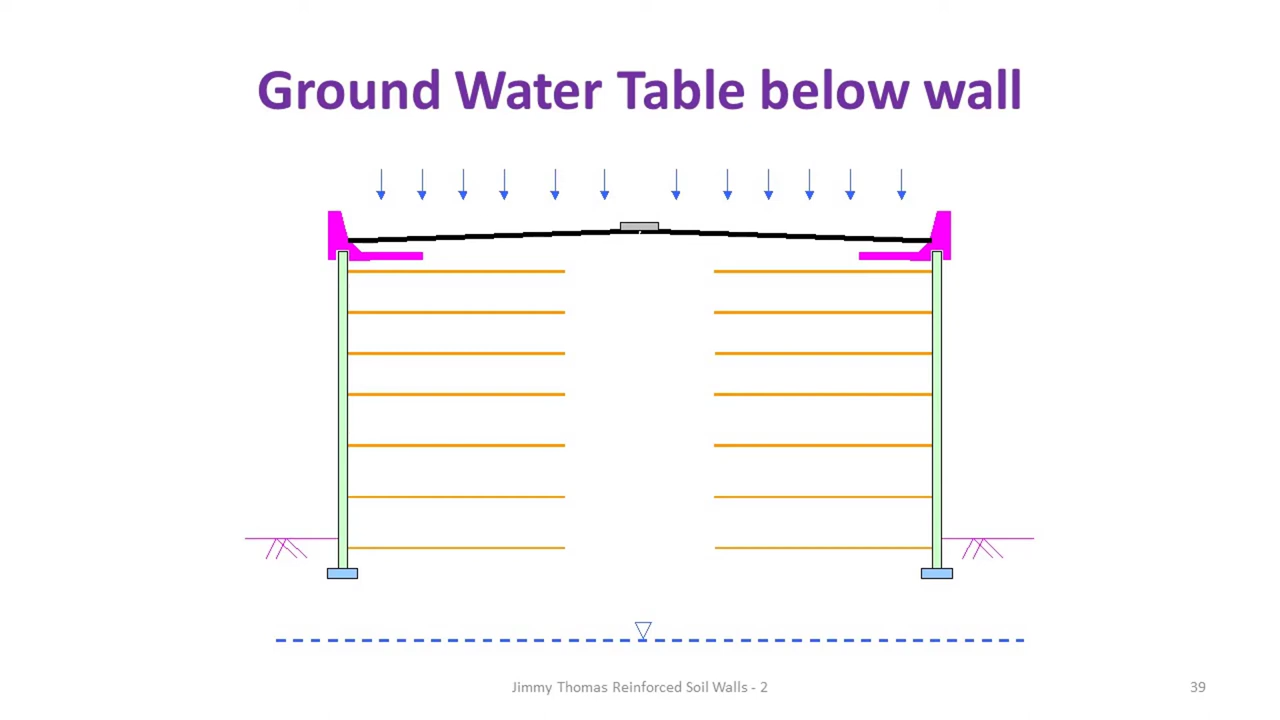 Ground Water Table below wall
Jimmy Thomas Reinforced Soil Walls - 2
39